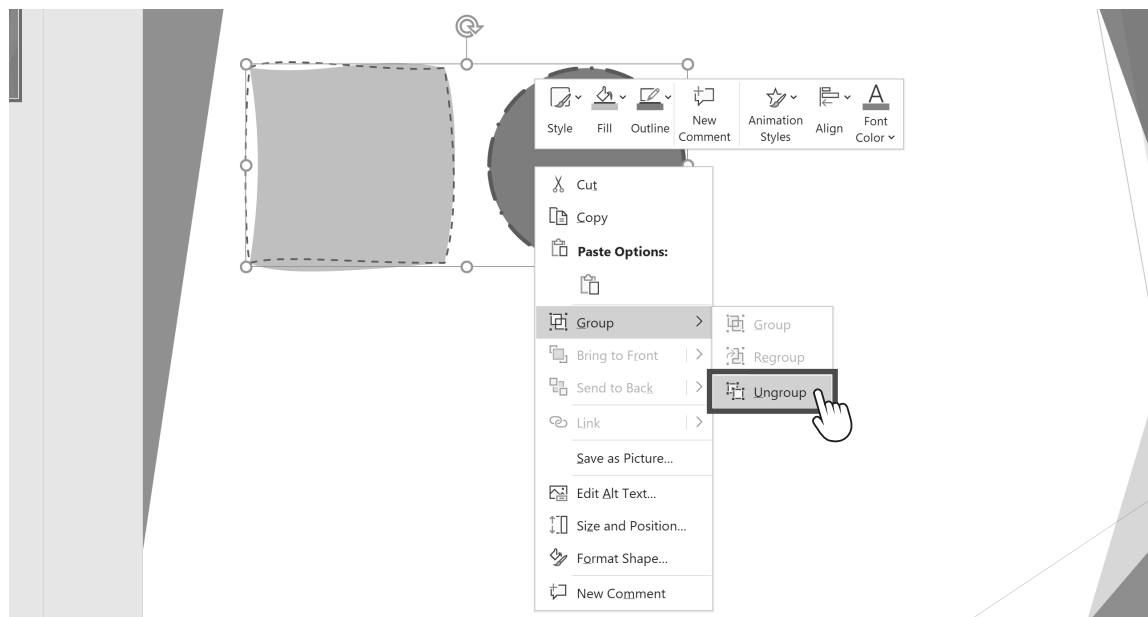 Style
Fill
Outline
New
Comment
Animation
Styles
Align
Font
Color
Cut
Copy
Paste Options:
Group
Group
Bring to Front
Regroup
Send to Back
Ungroup
Link
Save as Picture...
Edit Alt Text...
Size and Position...
Format Shape...
New Comment